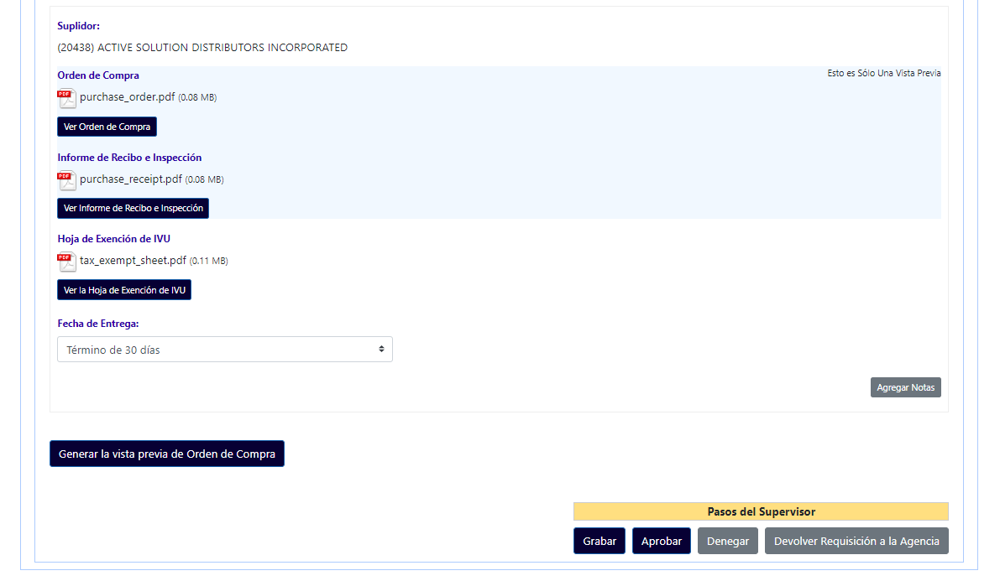 Suplidor:
(20438) ACTIVE SOLUTION DISTRIBUTORS INCORPORATED
Orden de Compra
Esto es Sólo Una Vista Previa
PDF
purchase_order.pdf (0.08 MB)
Ver Orden de Compra
Informe de Recibo e Inspección
PDF
purchase_receipt.pdf (0.08 MB)
Ver Informe de Recibo e Inspección
Hoja de Exención de IVU
PDF
tax_exempt_sheet.pdf (0.11 MB)
Ver la Hoja de Exención de IVU
Fecha de Entrega:
Término de 30 días
Agregar Notas
Generar la vista previa de Orden de Compra
Pasos del Supervisor
Grabar Aprobar Denegar Devolver Requisición a la Agencia